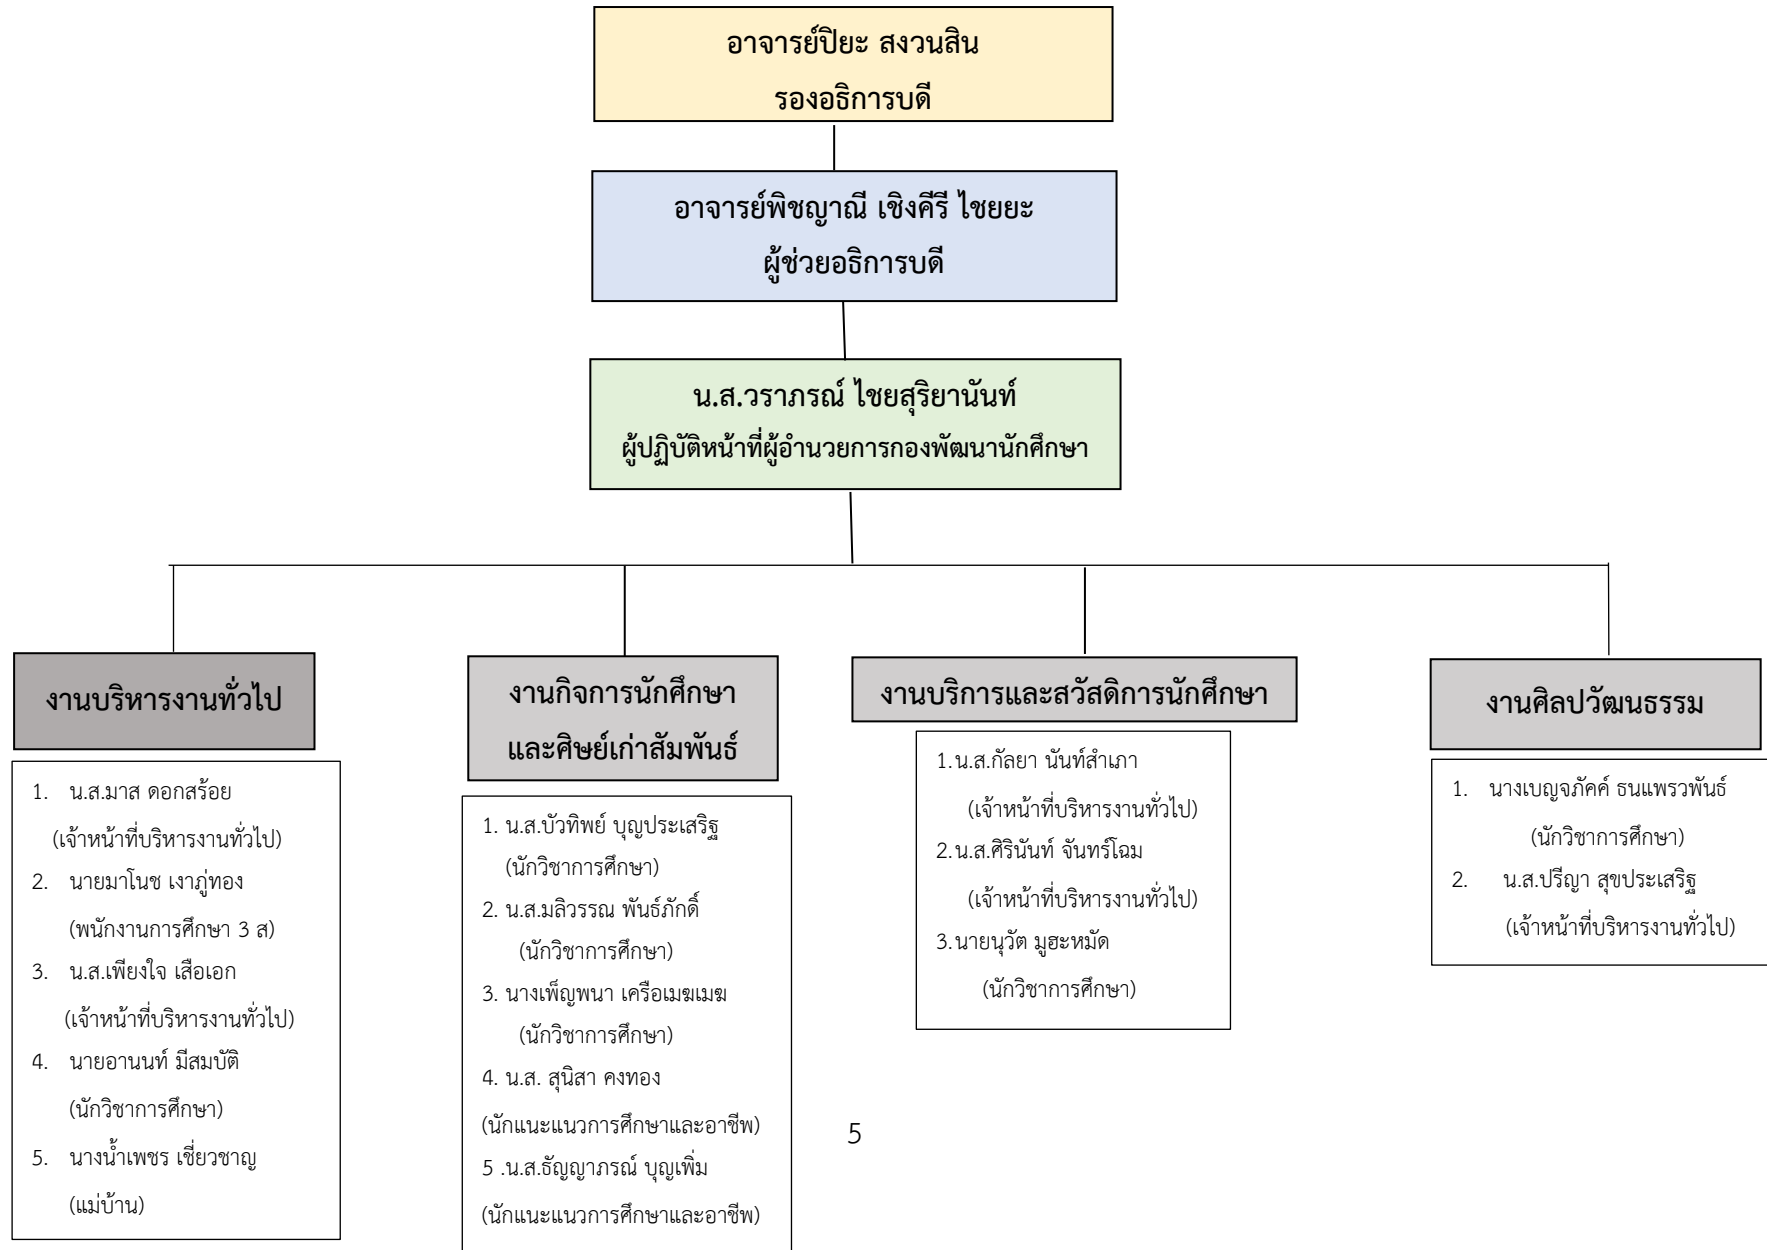 อาจารย์ปิยะ สงวนสิน
รองอธิการบดี
อาจารย์พิชญาณี เชิงคีรี ไชยยะ
ผู้ช่วยอธิการบดี
น.ส.วราภรณ์ ไชยสุริยานันท์
ผู้ปฏิบัติหน้าที่ผู้อำนวยการกองพัฒนานักศึกษา
งานบริหารงานทั่วไป
1. น.ส.มาส ดอกสร้อย
(เจ้าหน้าที่บริหารงานทั่วไป)
2. นายมาโนช เงาภู่ทอง
(พนักงานการศึกษา 3 ส)
3. น.ส.เพียงใจ เสือเอก
(เจ้าหน้าที่บริหารงานทั่วไป)
4. นายอานนท์ มีสมบัติ
(นักวิชาการศึกษา)
5. นางน้ำเพชร เชี่ยวชาญ
(แม่บ้าน)
งานกิจการนักศึกษา
และศิษย์เก่าสัมพันธ์
1. น.ส.บัวทิพย์ บุญประเสริฐ
(นักวิชาการศึกษา)
2. น.ส.มลิวรรณ พันธ์ภักดิ์
(นักวิชาการศึกษา)
3. นางเพ็ญพนา เครือเมฆเมฆ
(นักวิชาการศึกษา)
4. น.ส. สุนิสา คงทอง
(นักแนะแนวการศึกษาและอาชีพ)
5 .น.ส.ธัญญาภรณ์ บุญเพิ่ม
(นักแนะแนวการศึกษาและอาชีพ)
งานบริการและสวัสดิการนักศึกษา
1.น.ส.กัลยา นันท์สำเภา
(เจ้าหน้าที่บริหารงานทั่วไป)
2.น.ส.ศิรินันท์ จันทร์โฉม
(เจ้าหน้าที่บริหารงานทั่วไป)
3.นายนุวัต มูฮะหมัด
(นักวิชาการศึกษา)
งานศิลปวัฒนธรรม
1. นางเบญจภัคค์ ธนแพรวพันธ์
(นักวิชาการศึกษา)
2. น.ส.ปรีญา สุขประเสริฐ
(เจ้าหน้าที่บริหารงานทั่วไป)
5